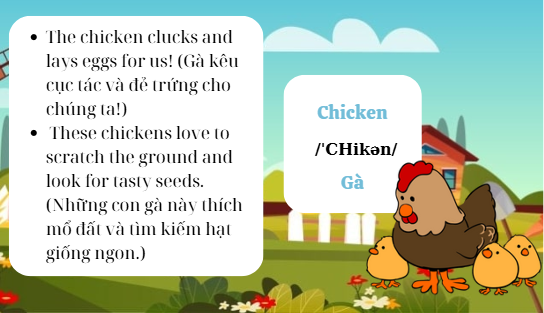 • The chicken clucks and
lays eggs for us! (Gà kêu
cục tác và đẻ trứng cho
chúng ta!)
• These chickens love to
scratch the ground and
look for tasty seeds.
(Những con gà này thích
mổ đất và tìm kiếm hạt
giống ngon.)
Chicken
/ˈCHikən/
Gà